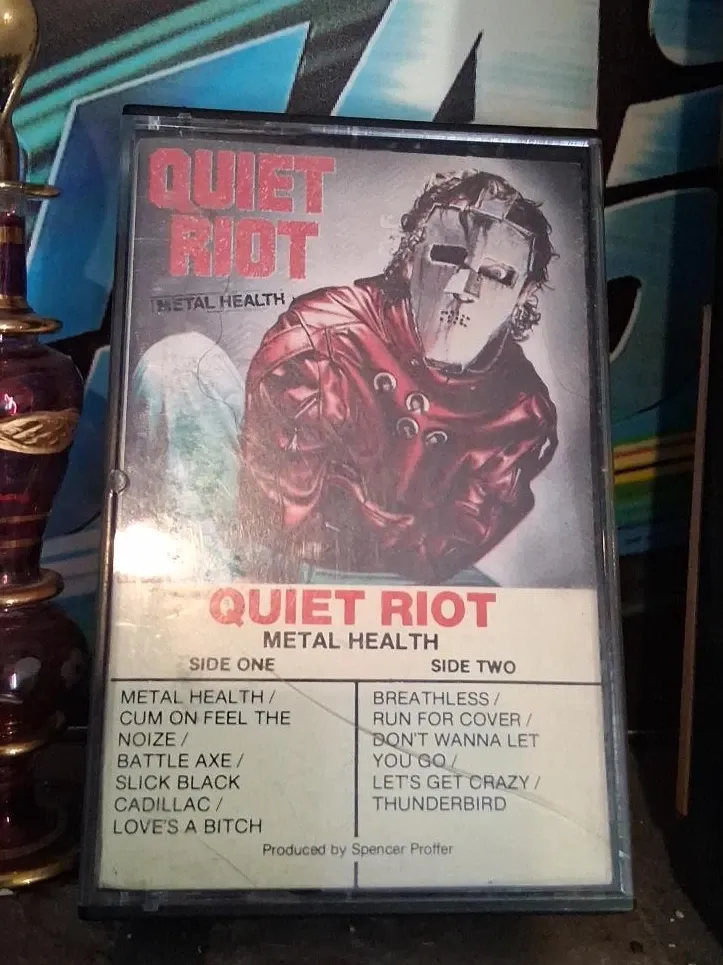 QUIET
RIOT
METAL HEALTH
QUIET RIOT
METAL HEALTH
SIDE ONE
METAL HEALTH /
CUM ON FEEL THE
NOIZE /
BATTLE AXE /
SLICK BLACK
CADILLAC /
LOVE'S A BITCH
SIDE TWO
BREATHLESS /
RUN FOR COVER /
DON'T WANNA LET
YOU GO /
LET'S GET CRAZY /
THUNDERBIRD
Produced by Spencer Proffer